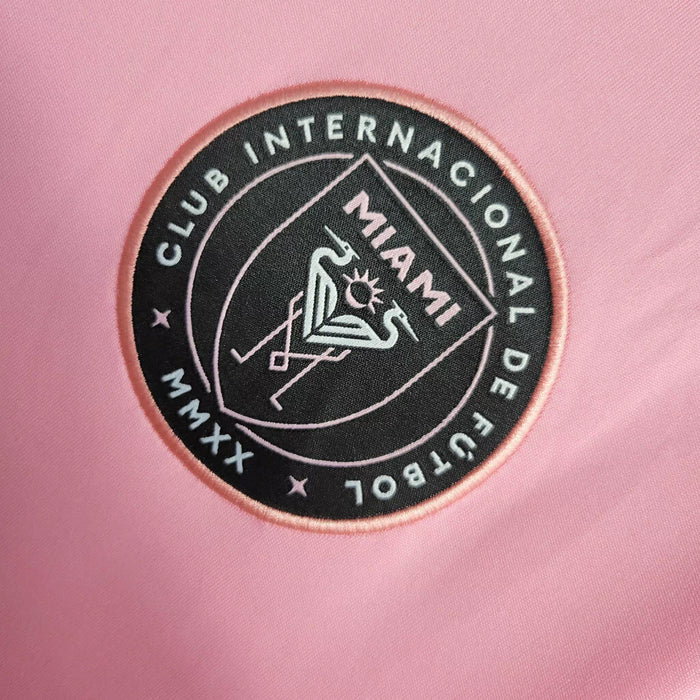 CLUB INTERNACIONAL DE FÚTBOL
MIAMI
MMXX